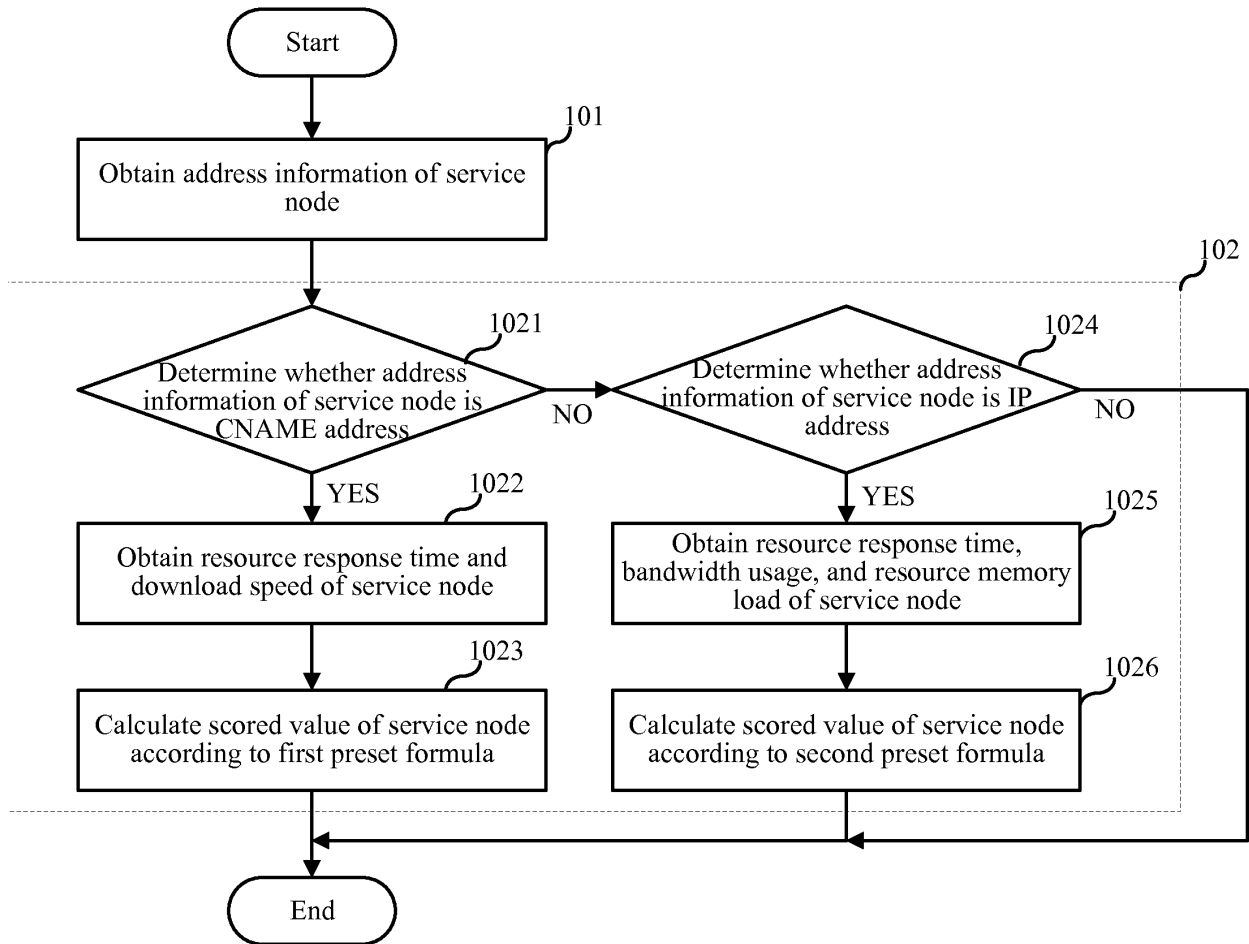 Start
101
Obtain address information of service
node
102
1021
Determine whether address
information of service node is
CNAME address
NO
YES
1024
Determine whether address
information of service node is IP
address
NO
YES
1022
Obtain resource response time and
download speed of service node
1025
Obtain resource response time,
bandwidth usage, and resource memory
load of service node
1023
Calculate scored value of service node
according to first preset formula
1026
Calculate scored value of service node
according to second preset formula
End